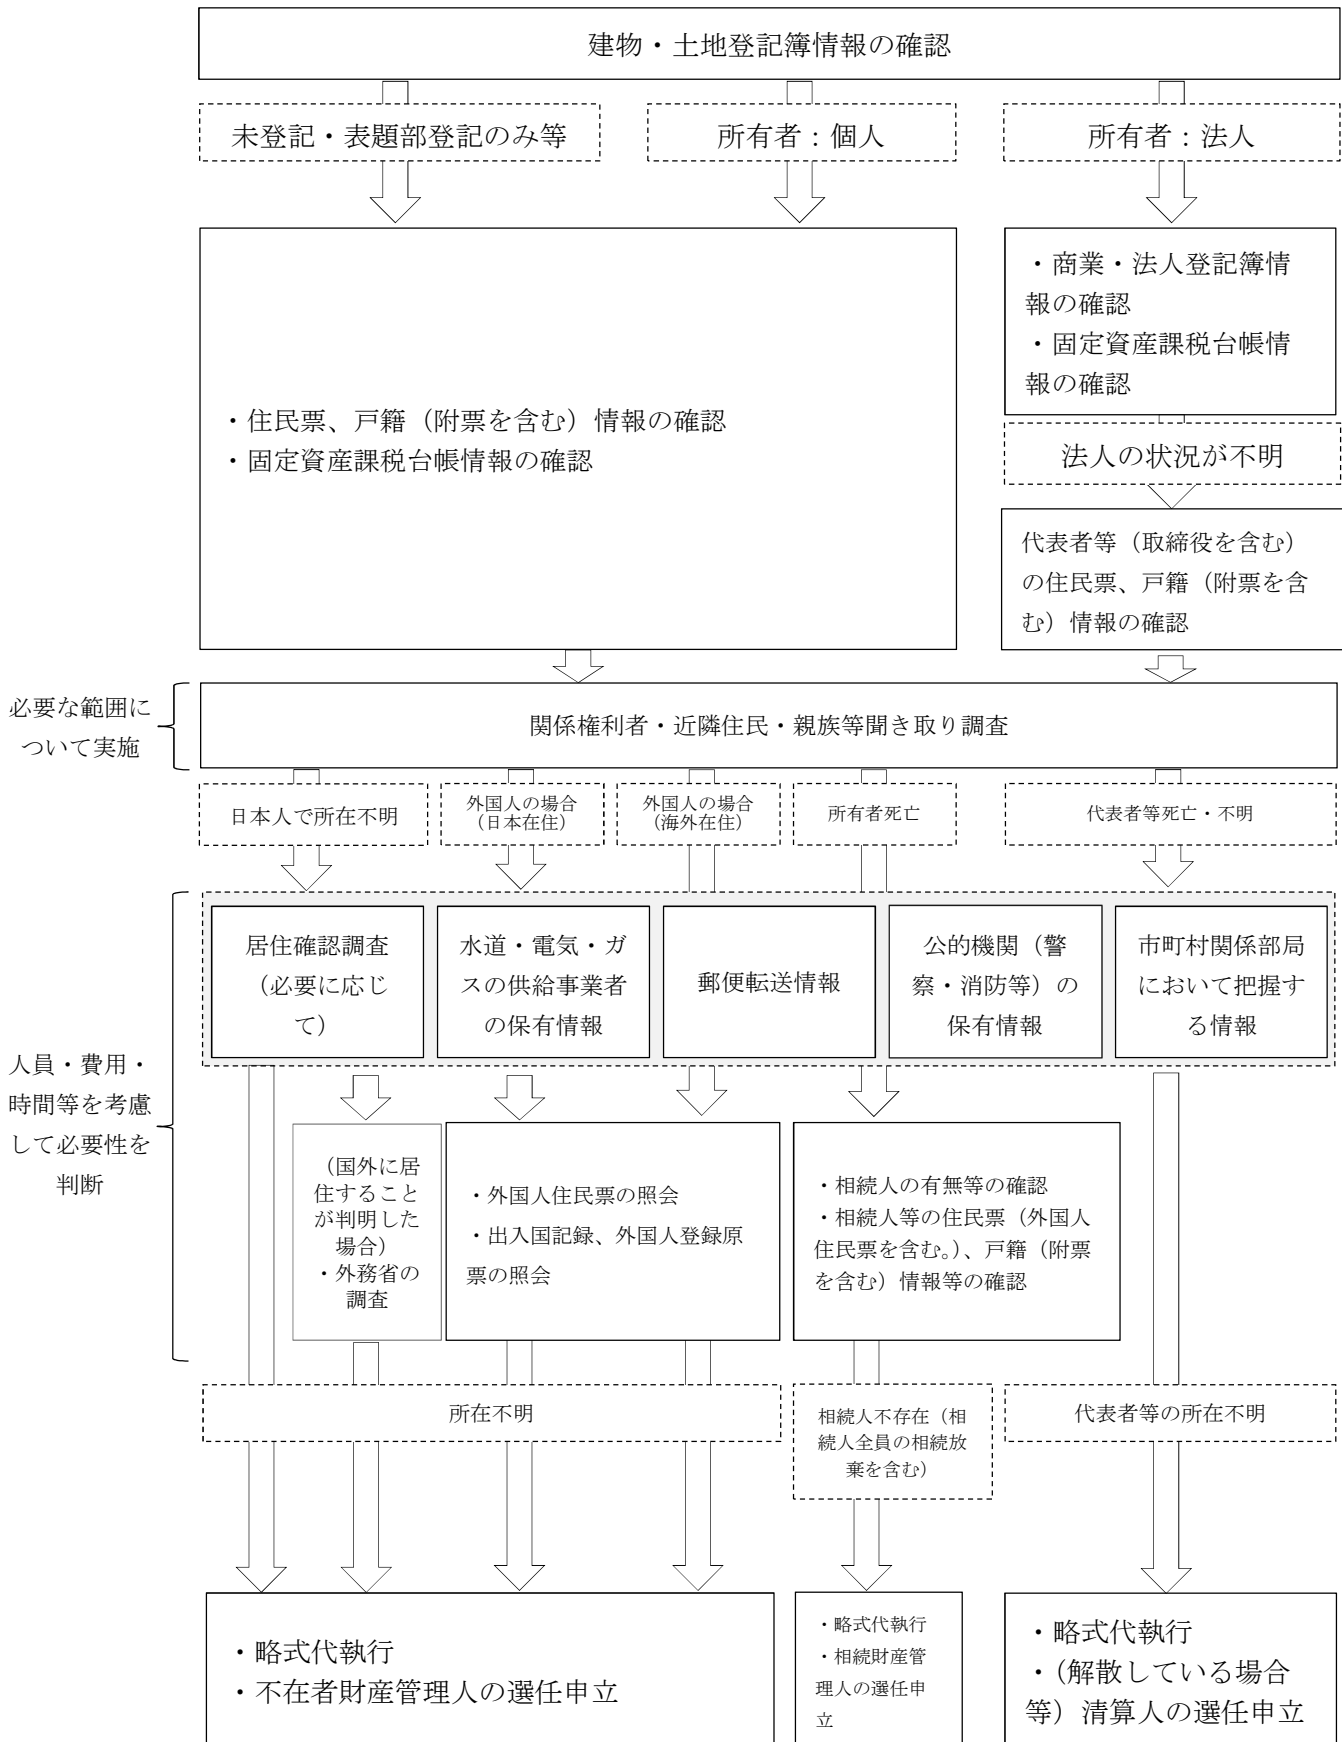 建物・土地登記簿情報の確認
未登記・表題部登記のみ等
所有者：個人
所有者：法人
・住民票、戸籍（附票を含む）情報の確認
・固定資産課税台帳情報の確認
・商業・法人登記簿情
報の確認
・固定資産課税台帳情
報の確認
法人の状況が不明
代表者等（取締役を含む）
の住民票、戸籍（附票を含
む）情報の確認
必要な範囲に
ついて実施
関係権利者・近隣住民・親族等聞き取り調査
日本人で所在不明
外国人の場合
（日本在住）
外国人の場合
（海外在住）
所有者死亡
代表者等死亡・不明
人員・費用・
時間等を考慮
して必要性を
判断
居住確認調査
（必要に応じ
て）
水道・電気・ガ
スの供給事業者
の保有情報
郵便転送情報
公的機関（警
察・消防等）の
保有情報
市町村関係部局
において把握す
る情報
（国外に居
住すること
が判明した
場合）
・外務省の
調査
・外国人住民票の照会
・出入国記録、外国人登録原
票の照会
・相続人の有無等の確認
・相続人等の住民票（外国人
住民票を含む。）、戸籍（附票
を含む）情報等の確認
所在不明
相続人不存在（相
続人全員の相続放
棄を含む）
代表者等の所在不明
・略式代執行
・不在者財産管理人の選任申立
・略式代執行
・相続財産管
理人の選任申
立
・略式代執行
・（解散している場合
等）清算人の選任申立